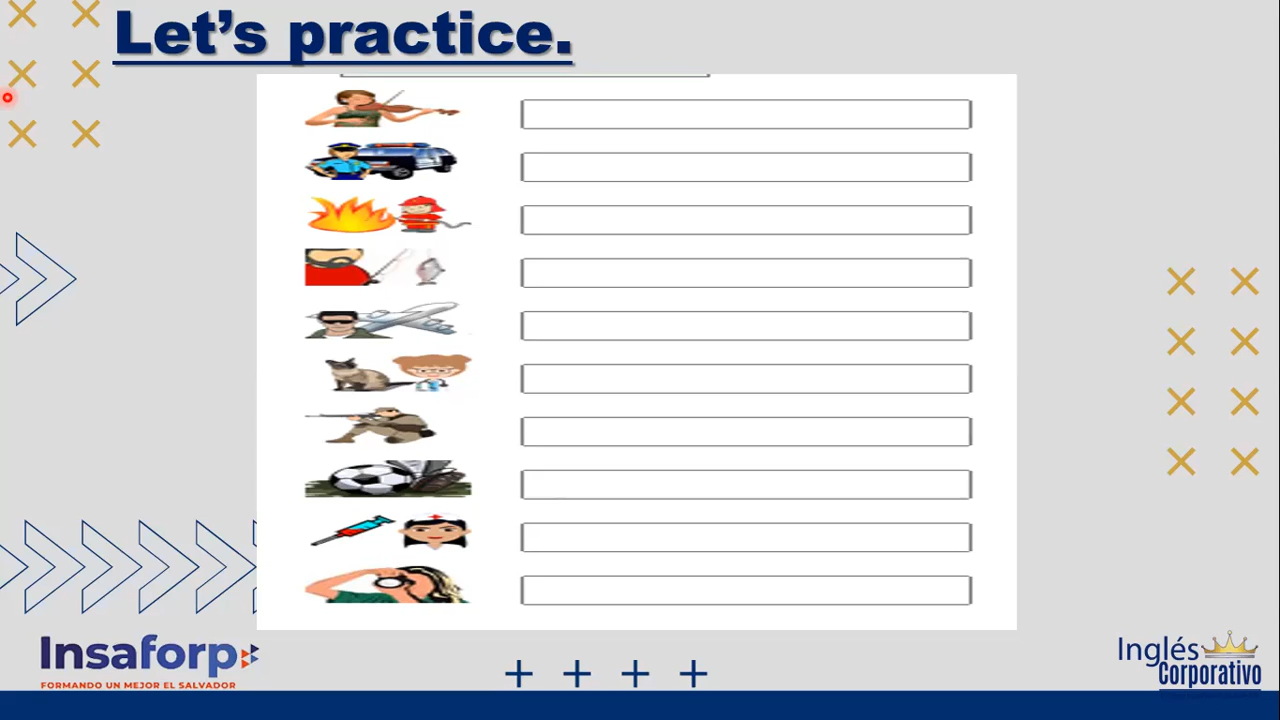 Let's practice.
Insaforp
FORMANDO UN MEJOR EL SALVADOR
Inglés
Corporativo